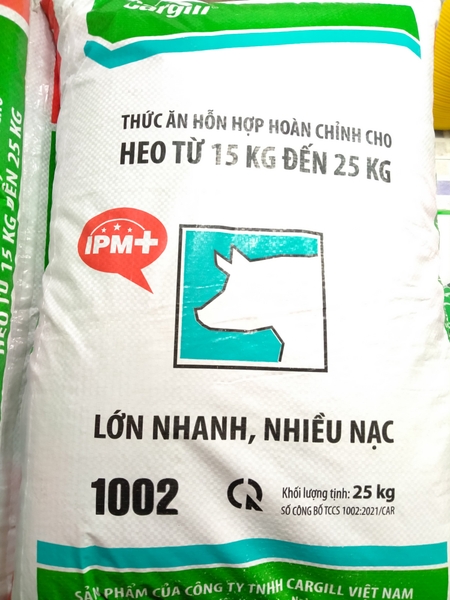 Cargill
THỨC ĂN HỖN HỢP HOÀN CHỈNH CHO
HEO TỪ 15 KG ĐẾN 25 KG
IPM+
LỚN NHANH, NHIỀU NẠC
1002
CR
Khối lượng tịnh: 25 kg
SỐ CÔNG BỐ TCCS 1002:2021/CAR
SẢN PHẨM CỦA CÔNG TY TNHH CARGILL VIỆT NAM
HEO TỪ 15 KG ĐẾN 25 KG